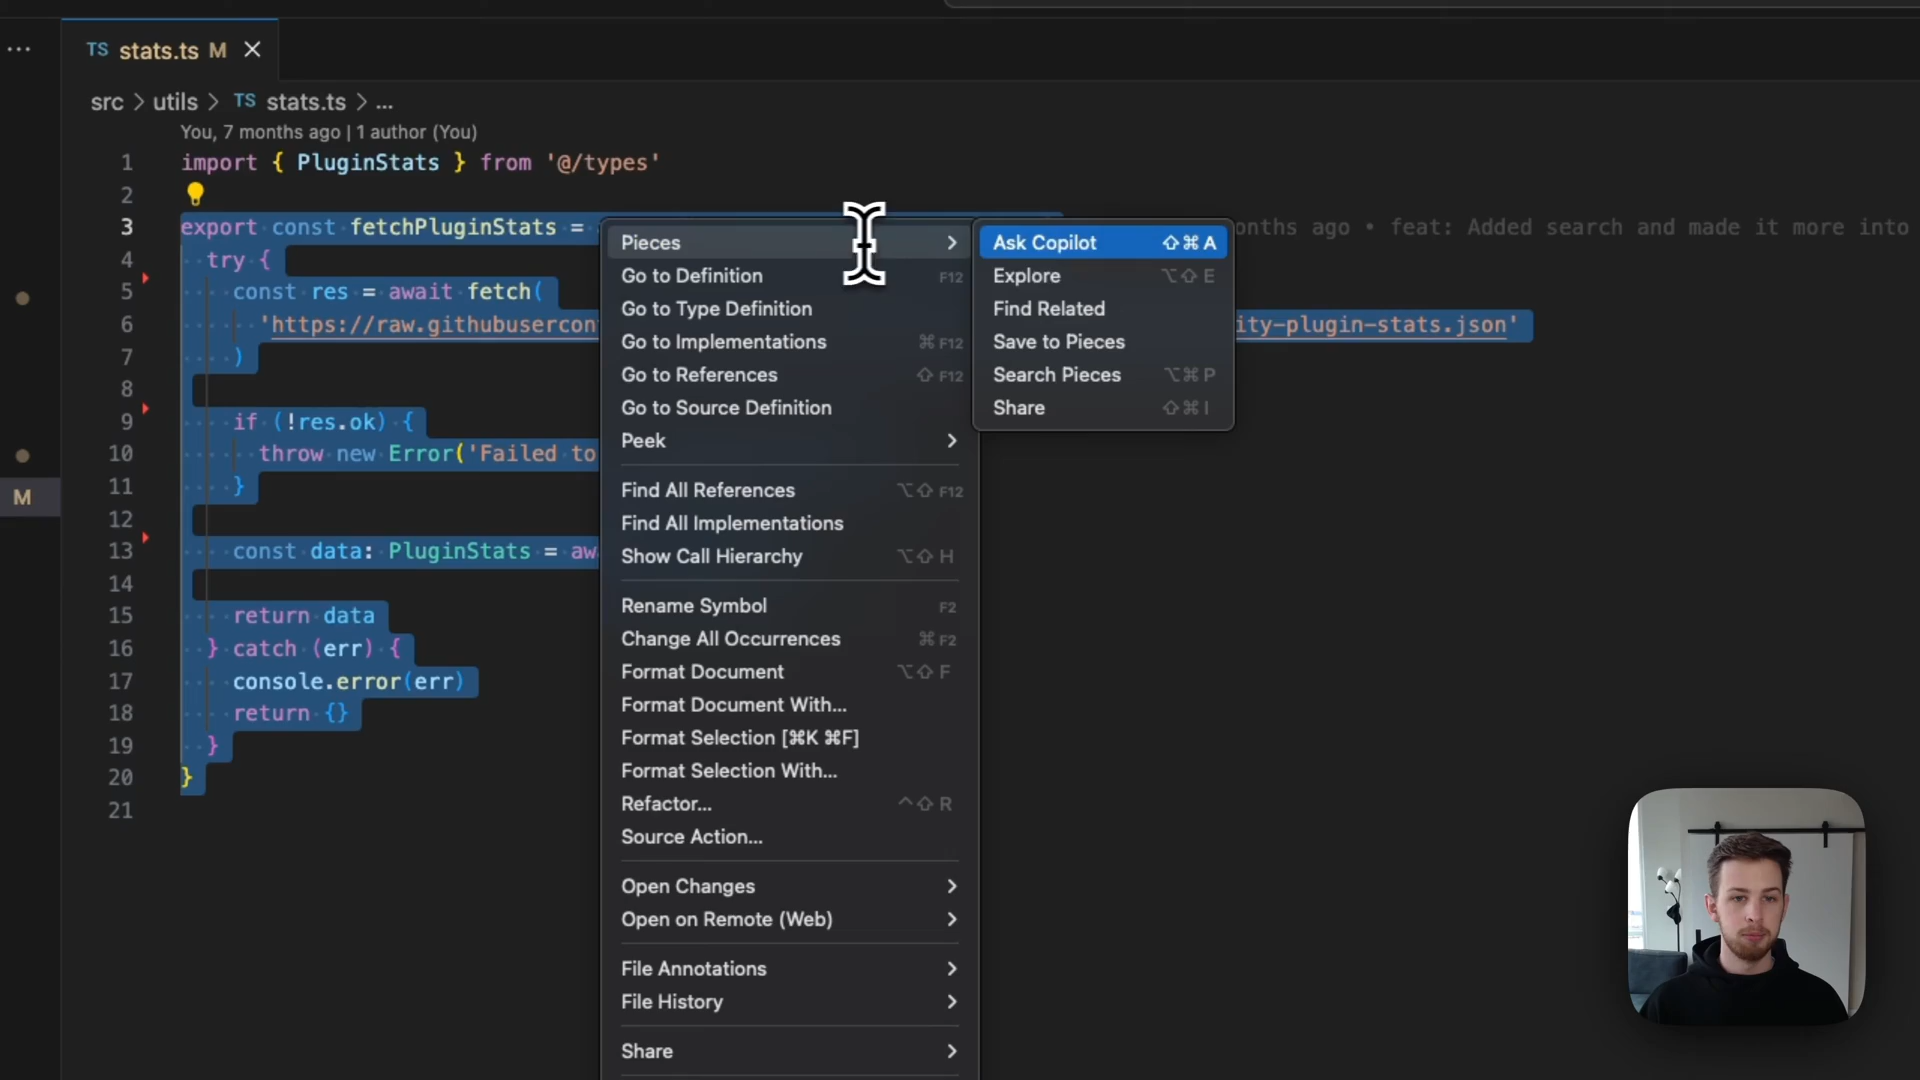 TS stats.ts M
src > utils > TS stats.ts > ...
You, 7 months ago | 1 author (You)
1 import { PluginStats } from '@/types'
2
3 export const fetchPluginStats =
onths ago • feat: Added search and made it more into
4 try {
5 const res = await fetch(
6 'https://raw.githubusercon
ity-plugin-stats.json'
7 )
8
9 if (!res.ok) {
10 throw new Error('Failed to
11 }
12
13 const data: PluginStats = aw
14
15 return data
16 } catch (err) {
17 console.error(err)
18 return {}
19 }
20 }
21
M
Pieces
Go to Definition F12
Go to Type Definition
Go to Implementations ⌘ F12
Go to References ⇧ F12
Go to Source Definition
Peek
Find All References ⌥⇧ F12
Find All Implementations
Show Call Hierarchy ⌥⇧ H
Rename Symbol F2
Change All Occurrences ⌘ F2
Format Document ⌥⇧ F
Format Document With...
Format Selection [⌘K ⌘F]
Format Selection With...
Refactor... ^⇧ R
Source Action...
Open Changes
Open on Remote (Web)
File Annotations
File History
Share
Ask Copilot ⇧⌘ A
Explore ⌥⇧ E
Find Related
Save to Pieces
Search Pieces ⌥⌘ P
Share ⇧⌘ I